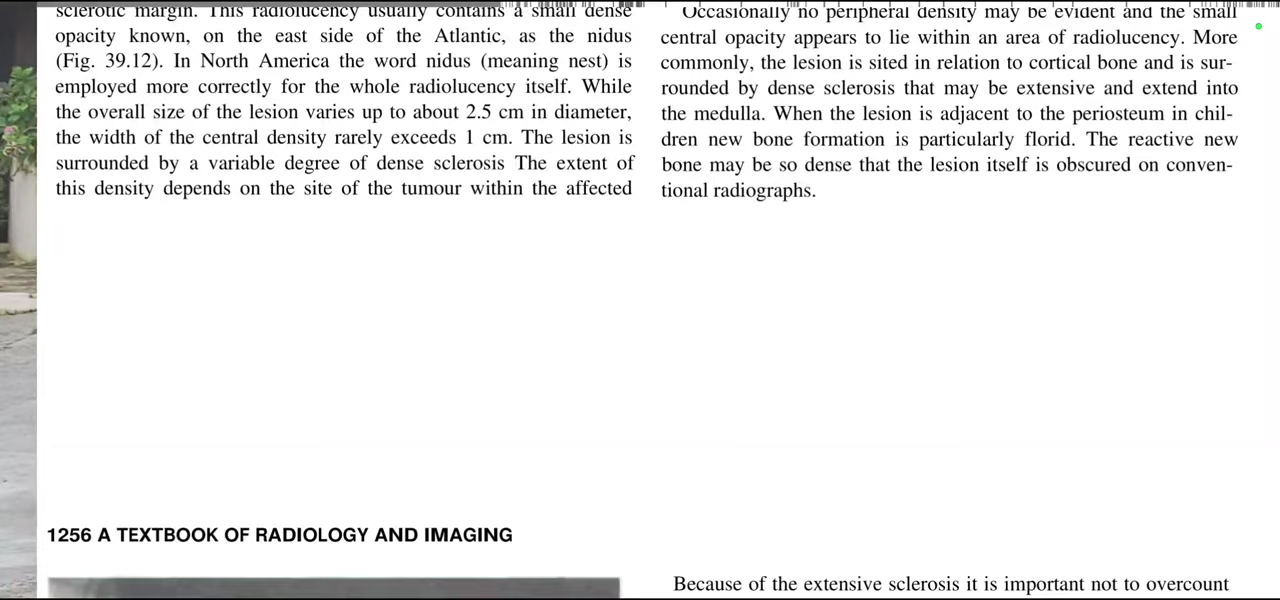 sclerotic margin. This radiolucency usually contains a small dense
opacity known, on the east side of the Atlantic, as the nidus
(Fig. 39.12). In North America the word nidus (meaning nest) is
employed more correctly for the whole radiolucency itself. While
the overall size of the lesion varies up to about 2.5 cm in diameter,
the width of the central density rarely exceeds 1 cm. The lesion is
surrounded by a variable degree of dense sclerosis The extent of
this density depends on the site of the tumour within the affected
Occasionally no peripheral density may be evident and the small
central opacity appears to lie within an area of radiolucency. More
commonly, the lesion is sited in relation to cortical bone and is sur-
rounded by dense sclerosis that may be extensive and extend into
the medulla. When the lesion is adjacent to the periosteum in chil-
dren new bone formation is particularly florid. The reactive new
bone may be so dense that the lesion itself is obscured on conven-
tional radiographs.
1256 A TEXTBOOK OF RADIOLOGY AND IMAGING
Because of the extensive sclerosis it is important not to overcount